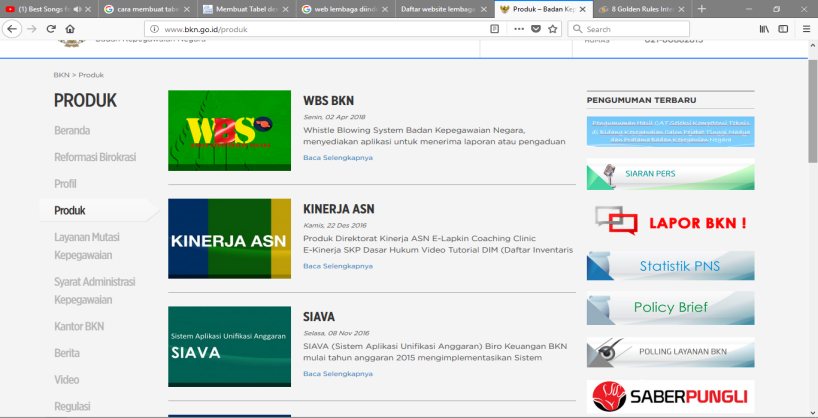 (1) Best Songs f
cara membuat tabe
Membuat Tabel der
web lembaga diind
Daftar website lembaga
Produk – Badan Kep
8 Golden Rules Inte
www.bkn.go.id/produk
Search
Badan Kepegawaian Negara
HUMAS
BKN > Produk
PRODUK
Beranda
Reformasi Birokrasi
Profil
Produk
Layanan Mutasi
Kepegawaian
Syarat Administrasi
Kepegawaian
Kantor BKN
Berita
Video
Regulasi
WBS
WBS BKN
Senin, 02 Apr 2018
Whistle Blowing System Badan Kepegawaian Negara,
menyediakan aplikasi untuk menerima laporan atau pengaduan
Baca Selengkapnya
KINERJA ASN
KINERJA ASN
Kamis, 22 Des 2016
Produk Direktorat Kinerja ASN E-Lapkin Coaching Clinic
E-Kinerja SKP Dasar Hukum Video Tutorial DIM (Daftar Inventaris
Baca Selengkapnya
Sistem Aplikasi Unifikasi Anggaran
SIAVA
SIAVA
Selasa, 08 Nov 2016
SIAVA (Sistem Aplikasi Unifikasi Anggaran) Biro Keuangan BKN
mulai tahun anggaran 2015 mengimplementasikan Sistem
Baca Selengkapnya
PENGUMUMAN TERBARU
SIARAN PERS
LAPOR BKN !
Statistik PNS
Policy Brief
POLLING LAYANAN BKN
SABERPUNGLI